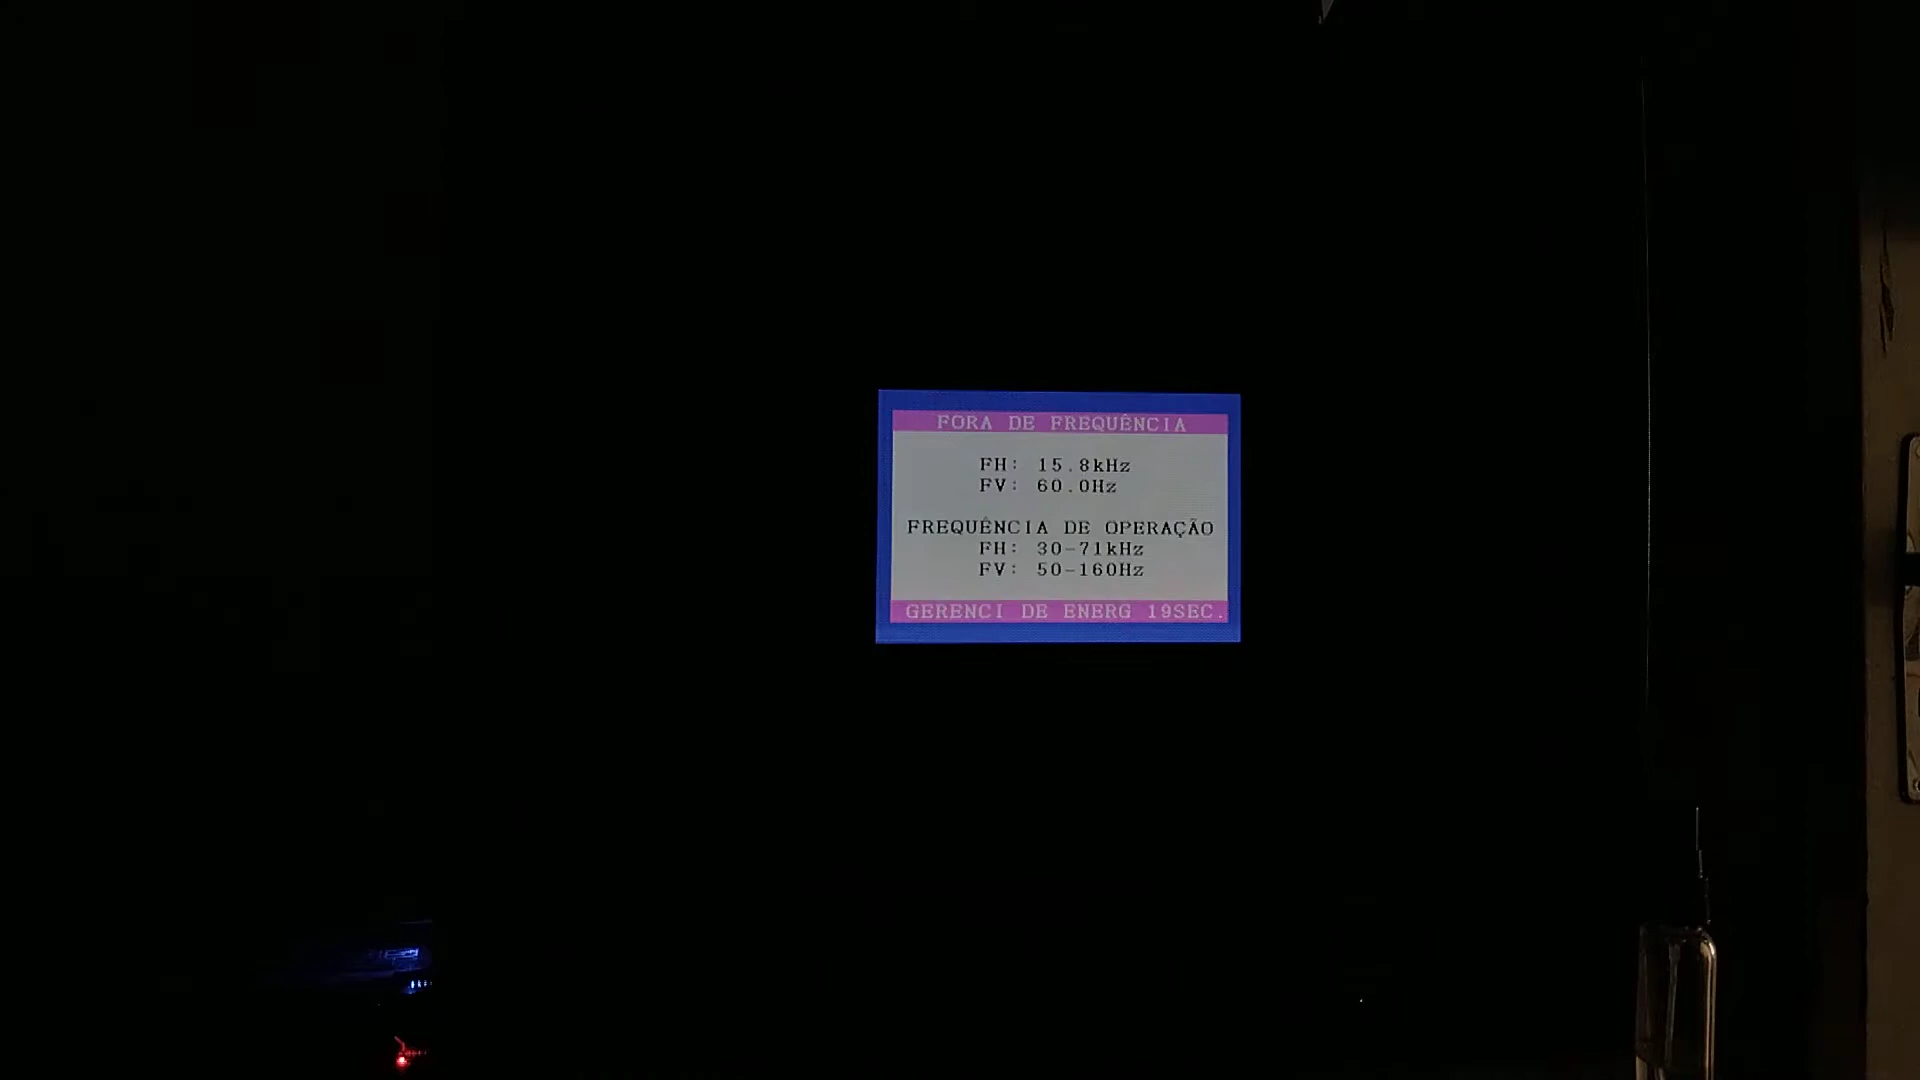 FORA DE FREQUÊNCIA
FH: 15.8kHz
FV: 60.0Hz
FREQUÊNCIA DE OPERAÇÃO
FH: 30-71kHz
FV: 50-160Hz
GERENCI DE ENERG 19SEC.